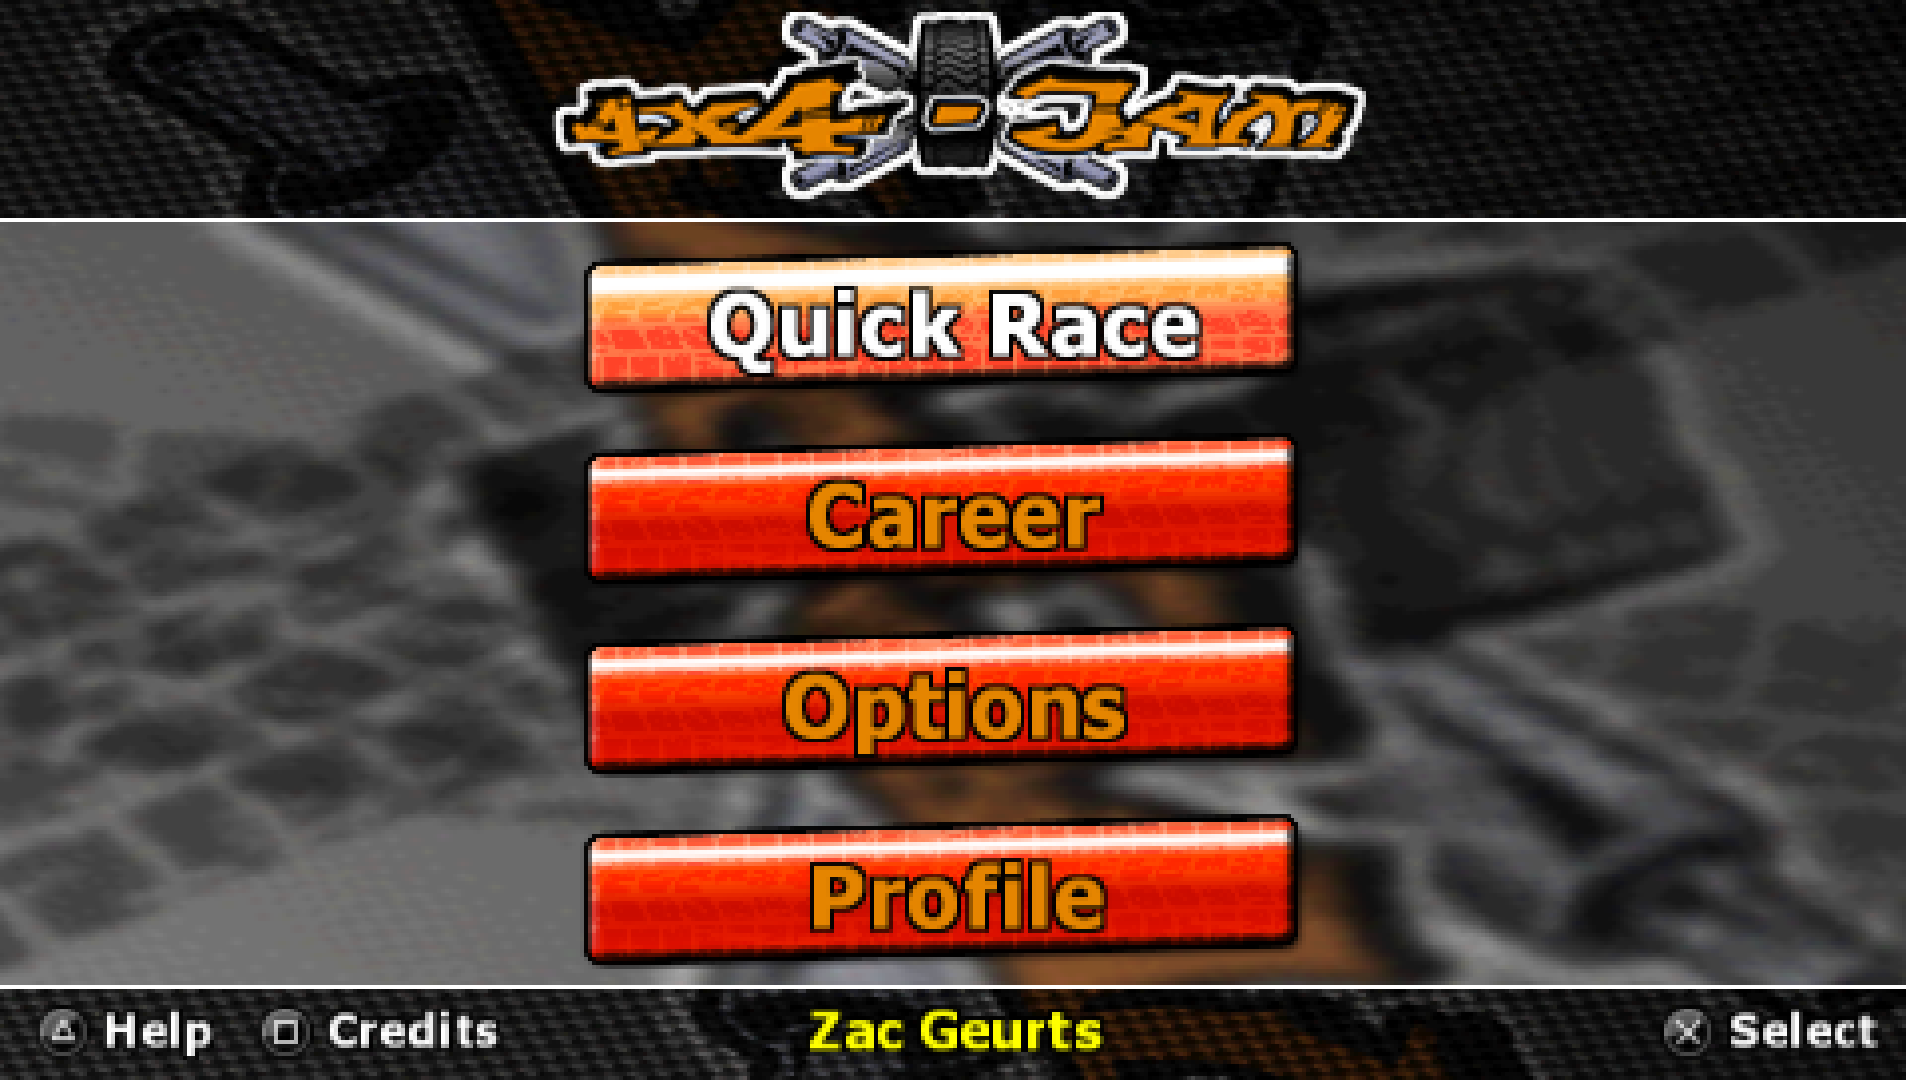 4x4-Jam
Quick Race
Career
Options
Profile
Help
Credits
Zac Geurts
Select